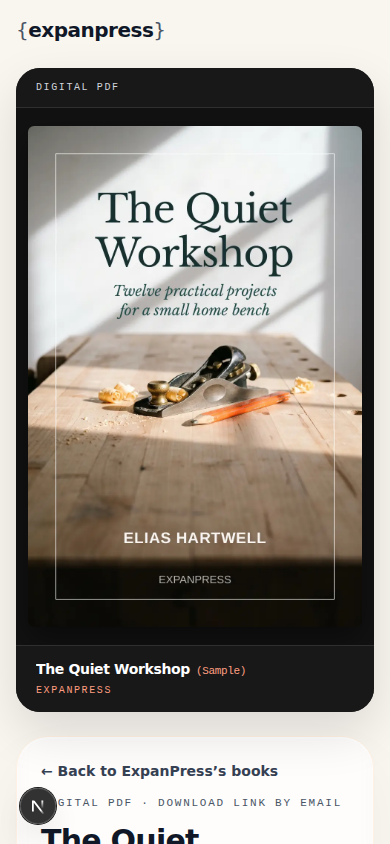 {expanpress}
DIGITAL PDF
The Quiet
Workshop
Twelve practical projects
for a small home bench
ELIAS HARTWELL
EXPANPRESS
The Quiet Workshop (Sample)
EXPANPRESS
← Back to ExpanPress’s books
GITAL PDF · DOWNLOAD LINK BY EMAIL
N
The Quiet